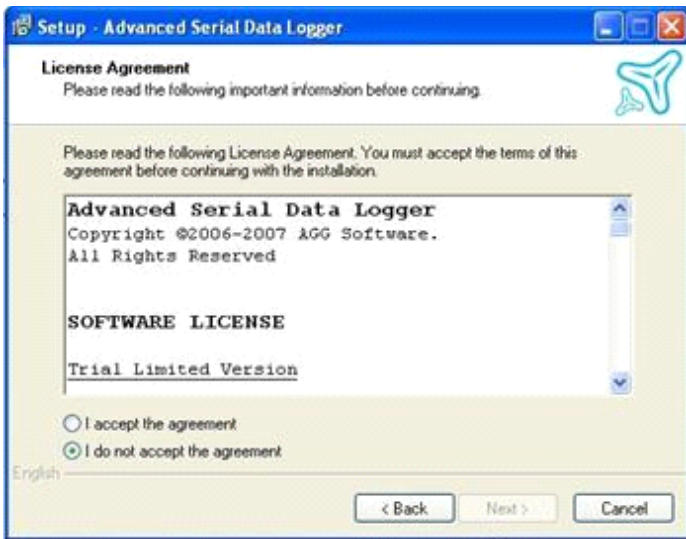 Setup - Advanced Serial Data Logger
License Agreement
Please read the following important information before continuing.
Please read the following License Agreement. You must accept the terms of this
agreement before continuing with the installation.
Advanced Serial Data Logger
Copyright ©2006-2007 AGG Software.
All Rights Reserved
SOFTWARE LICENSE
Trial Limited Version
I accept the agreement
I do not accept the agreement
English
< Back Next > Cancel